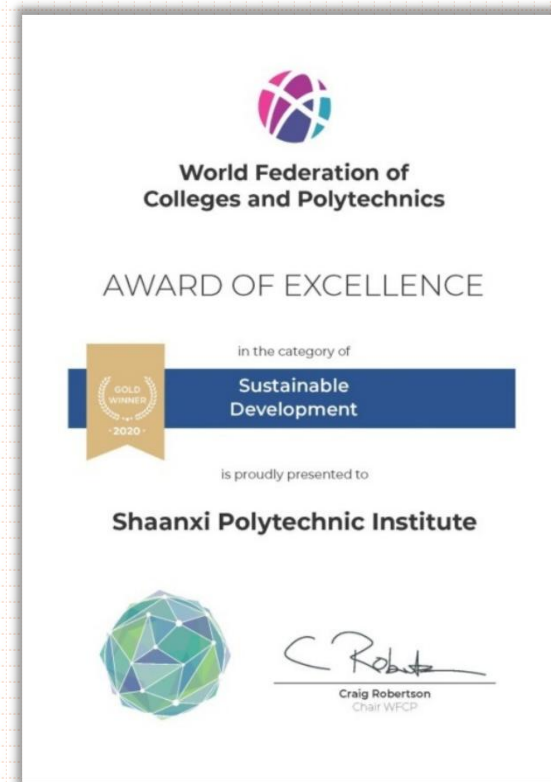 World Federation of
Colleges and Polytechnics
AWARD OF EXCELLENCE
in the category of
GOLD
WINNER
·2020·
Sustainable
Development
is proudly presented to
Shaanxi Polytechnic Institute
C Roberts
Craig Robertson
Chair WFCP